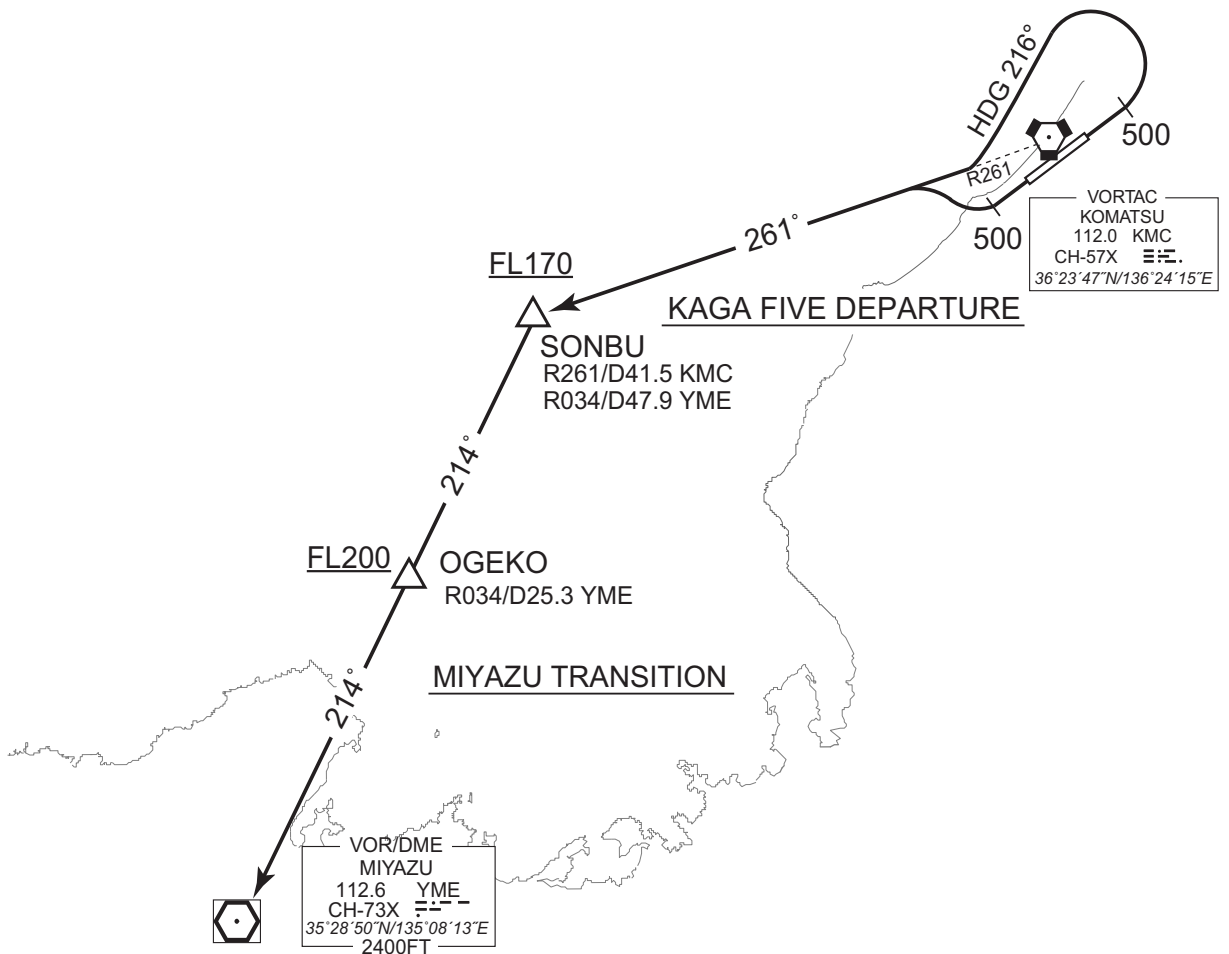 HDG 216°
500
R261
VORTAC
KOMATSU
112.0 KMC
CH-57X
36°23´47˝N/136°24´15˝E
500
261°
FL170
KAGA FIVE DEPARTURE
SONBU
R261/D41.5 KMC
R034/D47.9 YME
214°
FL200
OGEKO
R034/D25.3 YME
MIYAZU TRANSITION
214°
VOR/DME
MIYAZU
112.6 YME
CH-73X
35°28´50˝N/135°08´13˝E
2400FT